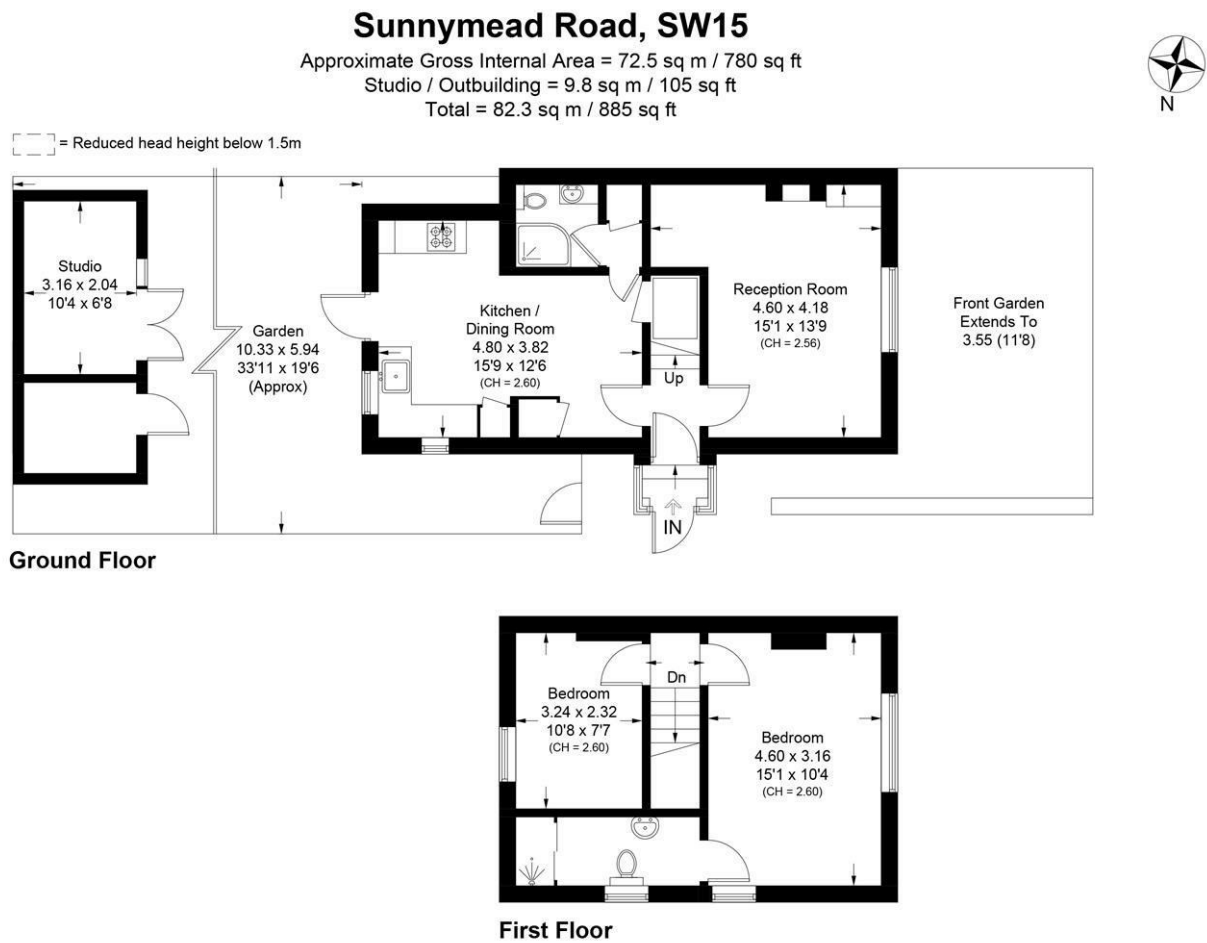 Sunnymead Road, SW15
Approximate Gross Internal Area = 72.5 sq m / 780 sq ft
Studio / Outbuilding = 9.8 sq m / 105 sq ft
Total = 82.3 sq m / 885 sq ft
N
= Reduced head height below 1.5m
Studio
3.16 x 2.04
10'4 x 6'8
Garden
10.33 x 5.94
33'11 x 19'6
(Approx)
Kitchen /
Dining Room
4.80 x 3.82
15'9 x 12'6
(CH = 2.60)
Up
Reception Room
4.60 x 4.18
15'1 x 13'9
(CH = 2.56)
Front Garden
Extends To
3.55 (11'8)
IN
Ground Floor
Bedroom
3.24 x 2.32
10'8 x 7'7
(CH = 2.60)
Dn
Bedroom
4.60 x 3.16
15'1 x 10'4
(CH = 2.60)
First Floor